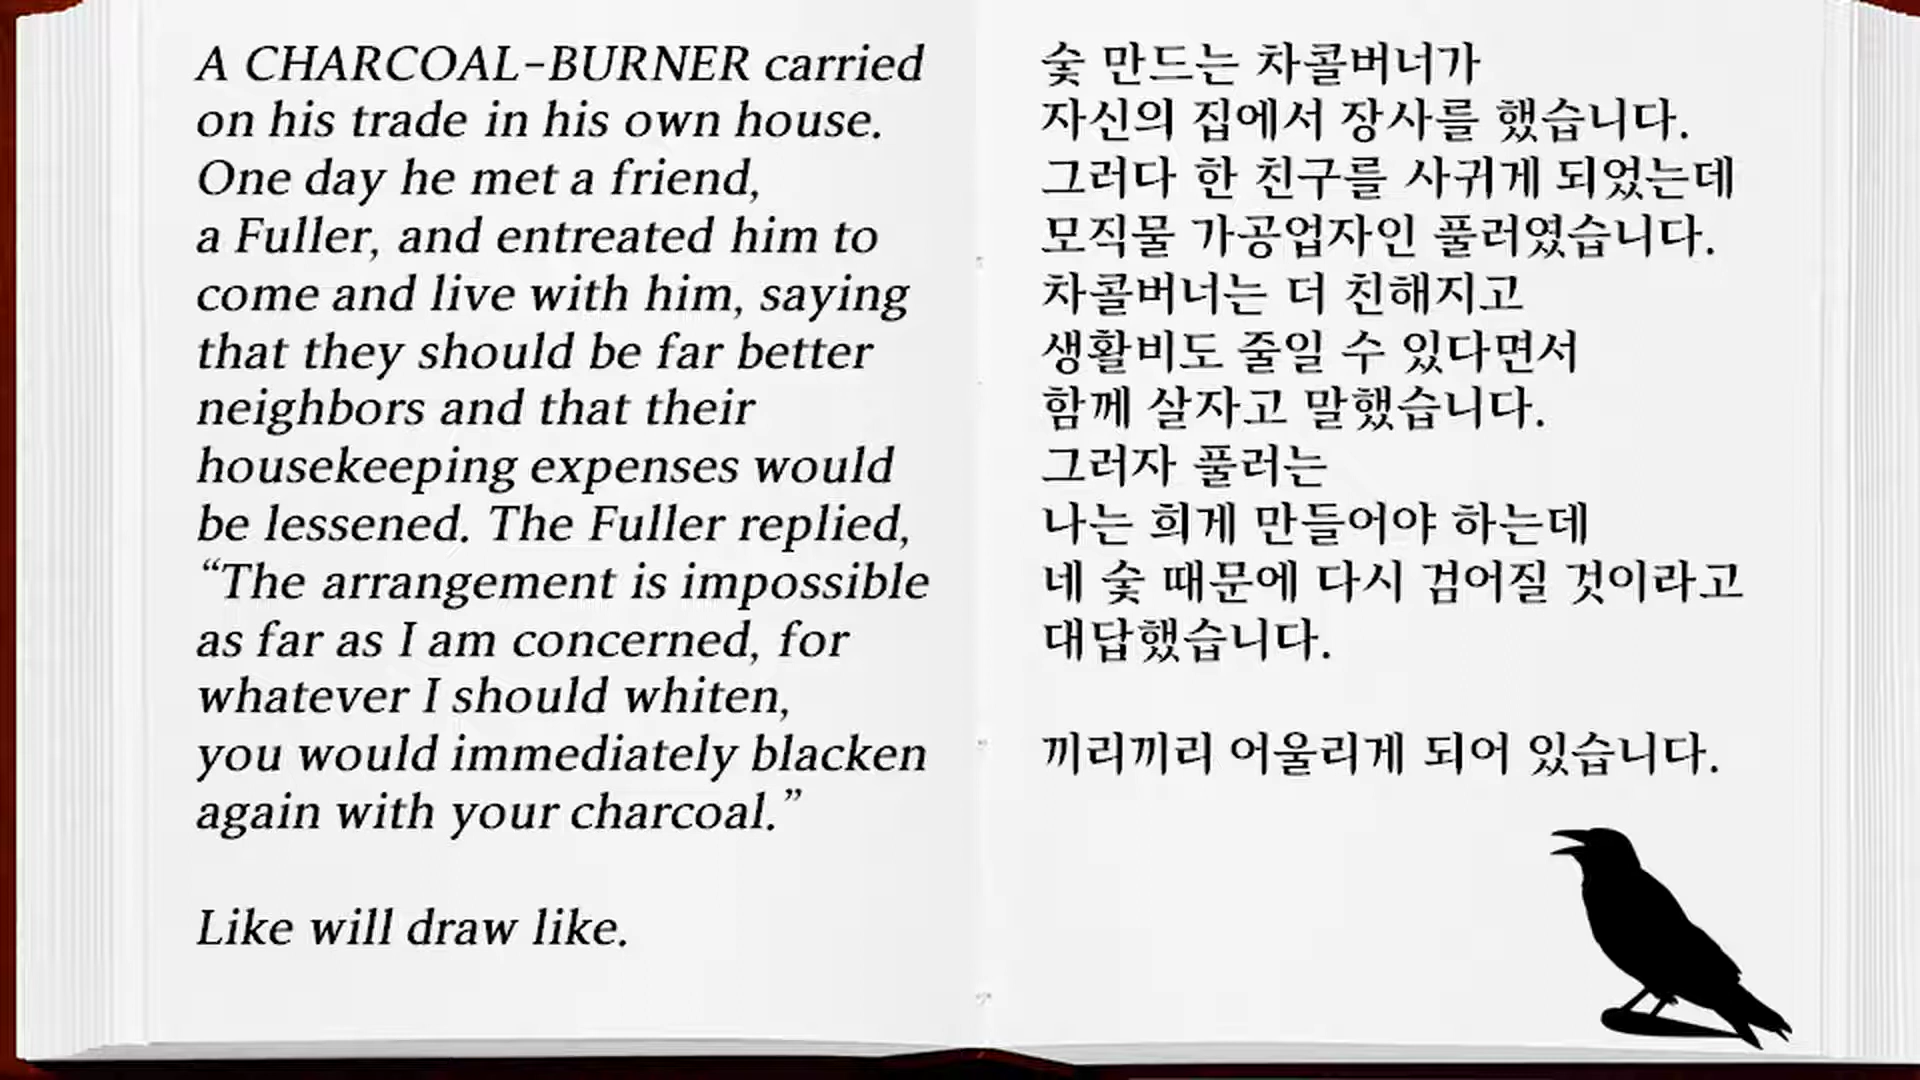 A CHARCOAL-BURNER carried
on his trade in his own house.
One day he met a friend,
a Fuller, and entreated him to
come and live with him, saying
that they should be far better
neighbors and that their
housekeeping expenses would
be lessened. The Fuller replied,
“The arrangement is impossible
as far as I am concerned, for
whatever I should whiten,
you would immediately blacken
again with your charcoal.”
Like will draw like.
숯 만드는 차콜버너가
자신의 집에서 장사를 했습니다.
그러다 한 친구를 사귀게 되었는데
모직물 가공업자인 풀러였습니다.
차콜버너는 더 친해지고
생활비도 줄일 수 있다면서
함께 살자고 말했습니다.
그러자 풀러는
나는 희게 만들어야 하는데
네 숯 때문에 다시 검어질 것이라고
대답했습니다.
끼리끼리 어울리게 되어 있습니다.